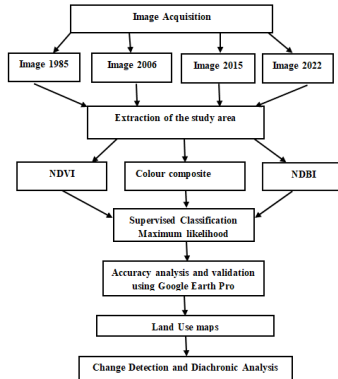 Image Acquisition
Image 1985
Image 2006
Image 2015
Image 2022
Extraction of the study area
NDVI
Colour composite
NDBI
Supervised Classification
Maximum likelihood
Accuracy analysis and validation
using Google Earth Pro
Land Use maps
Change Detection and Diachronic Analysis